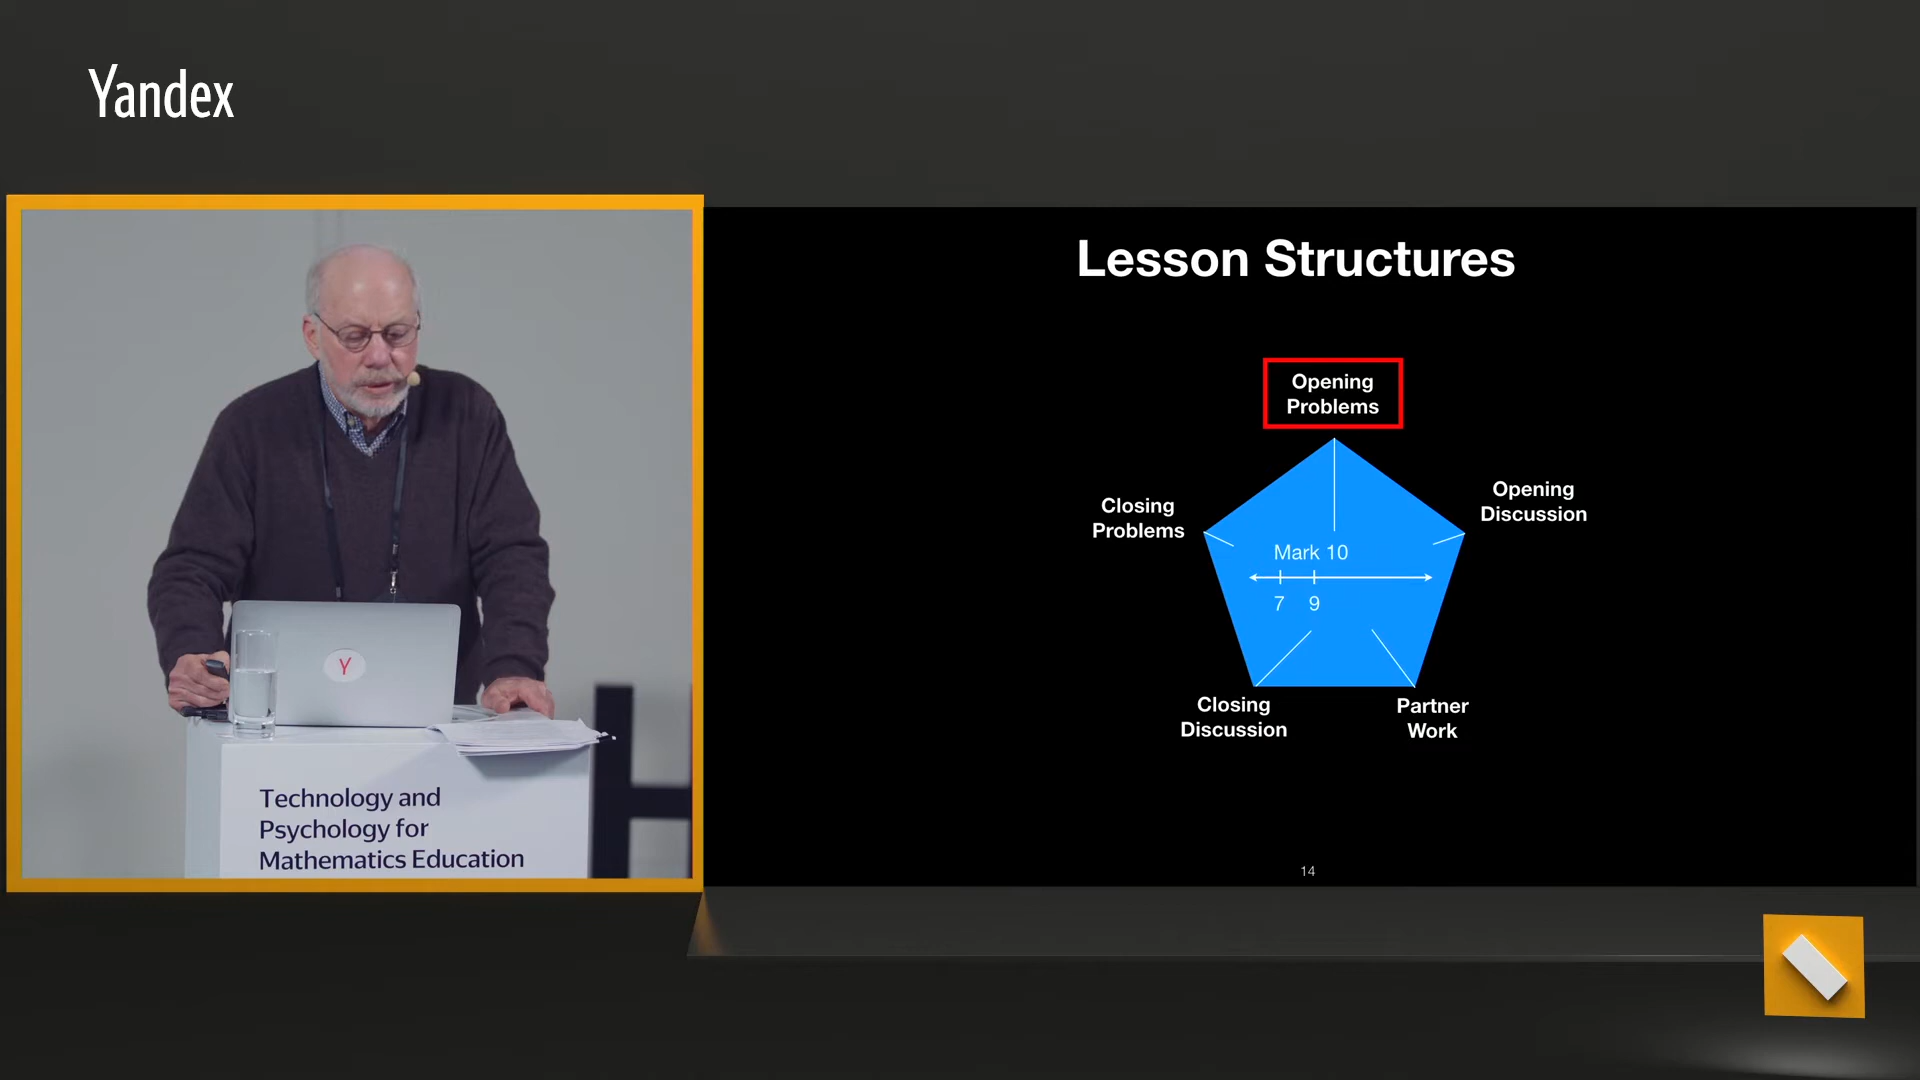 Yandex
Lesson Structures
Opening
Problems
Opening
Discussion
Closing
Problems
Mark 10
7 9
Closing
Discussion
Partner
Work
14
Y
Technology and
Psychology for
Mathematics Education